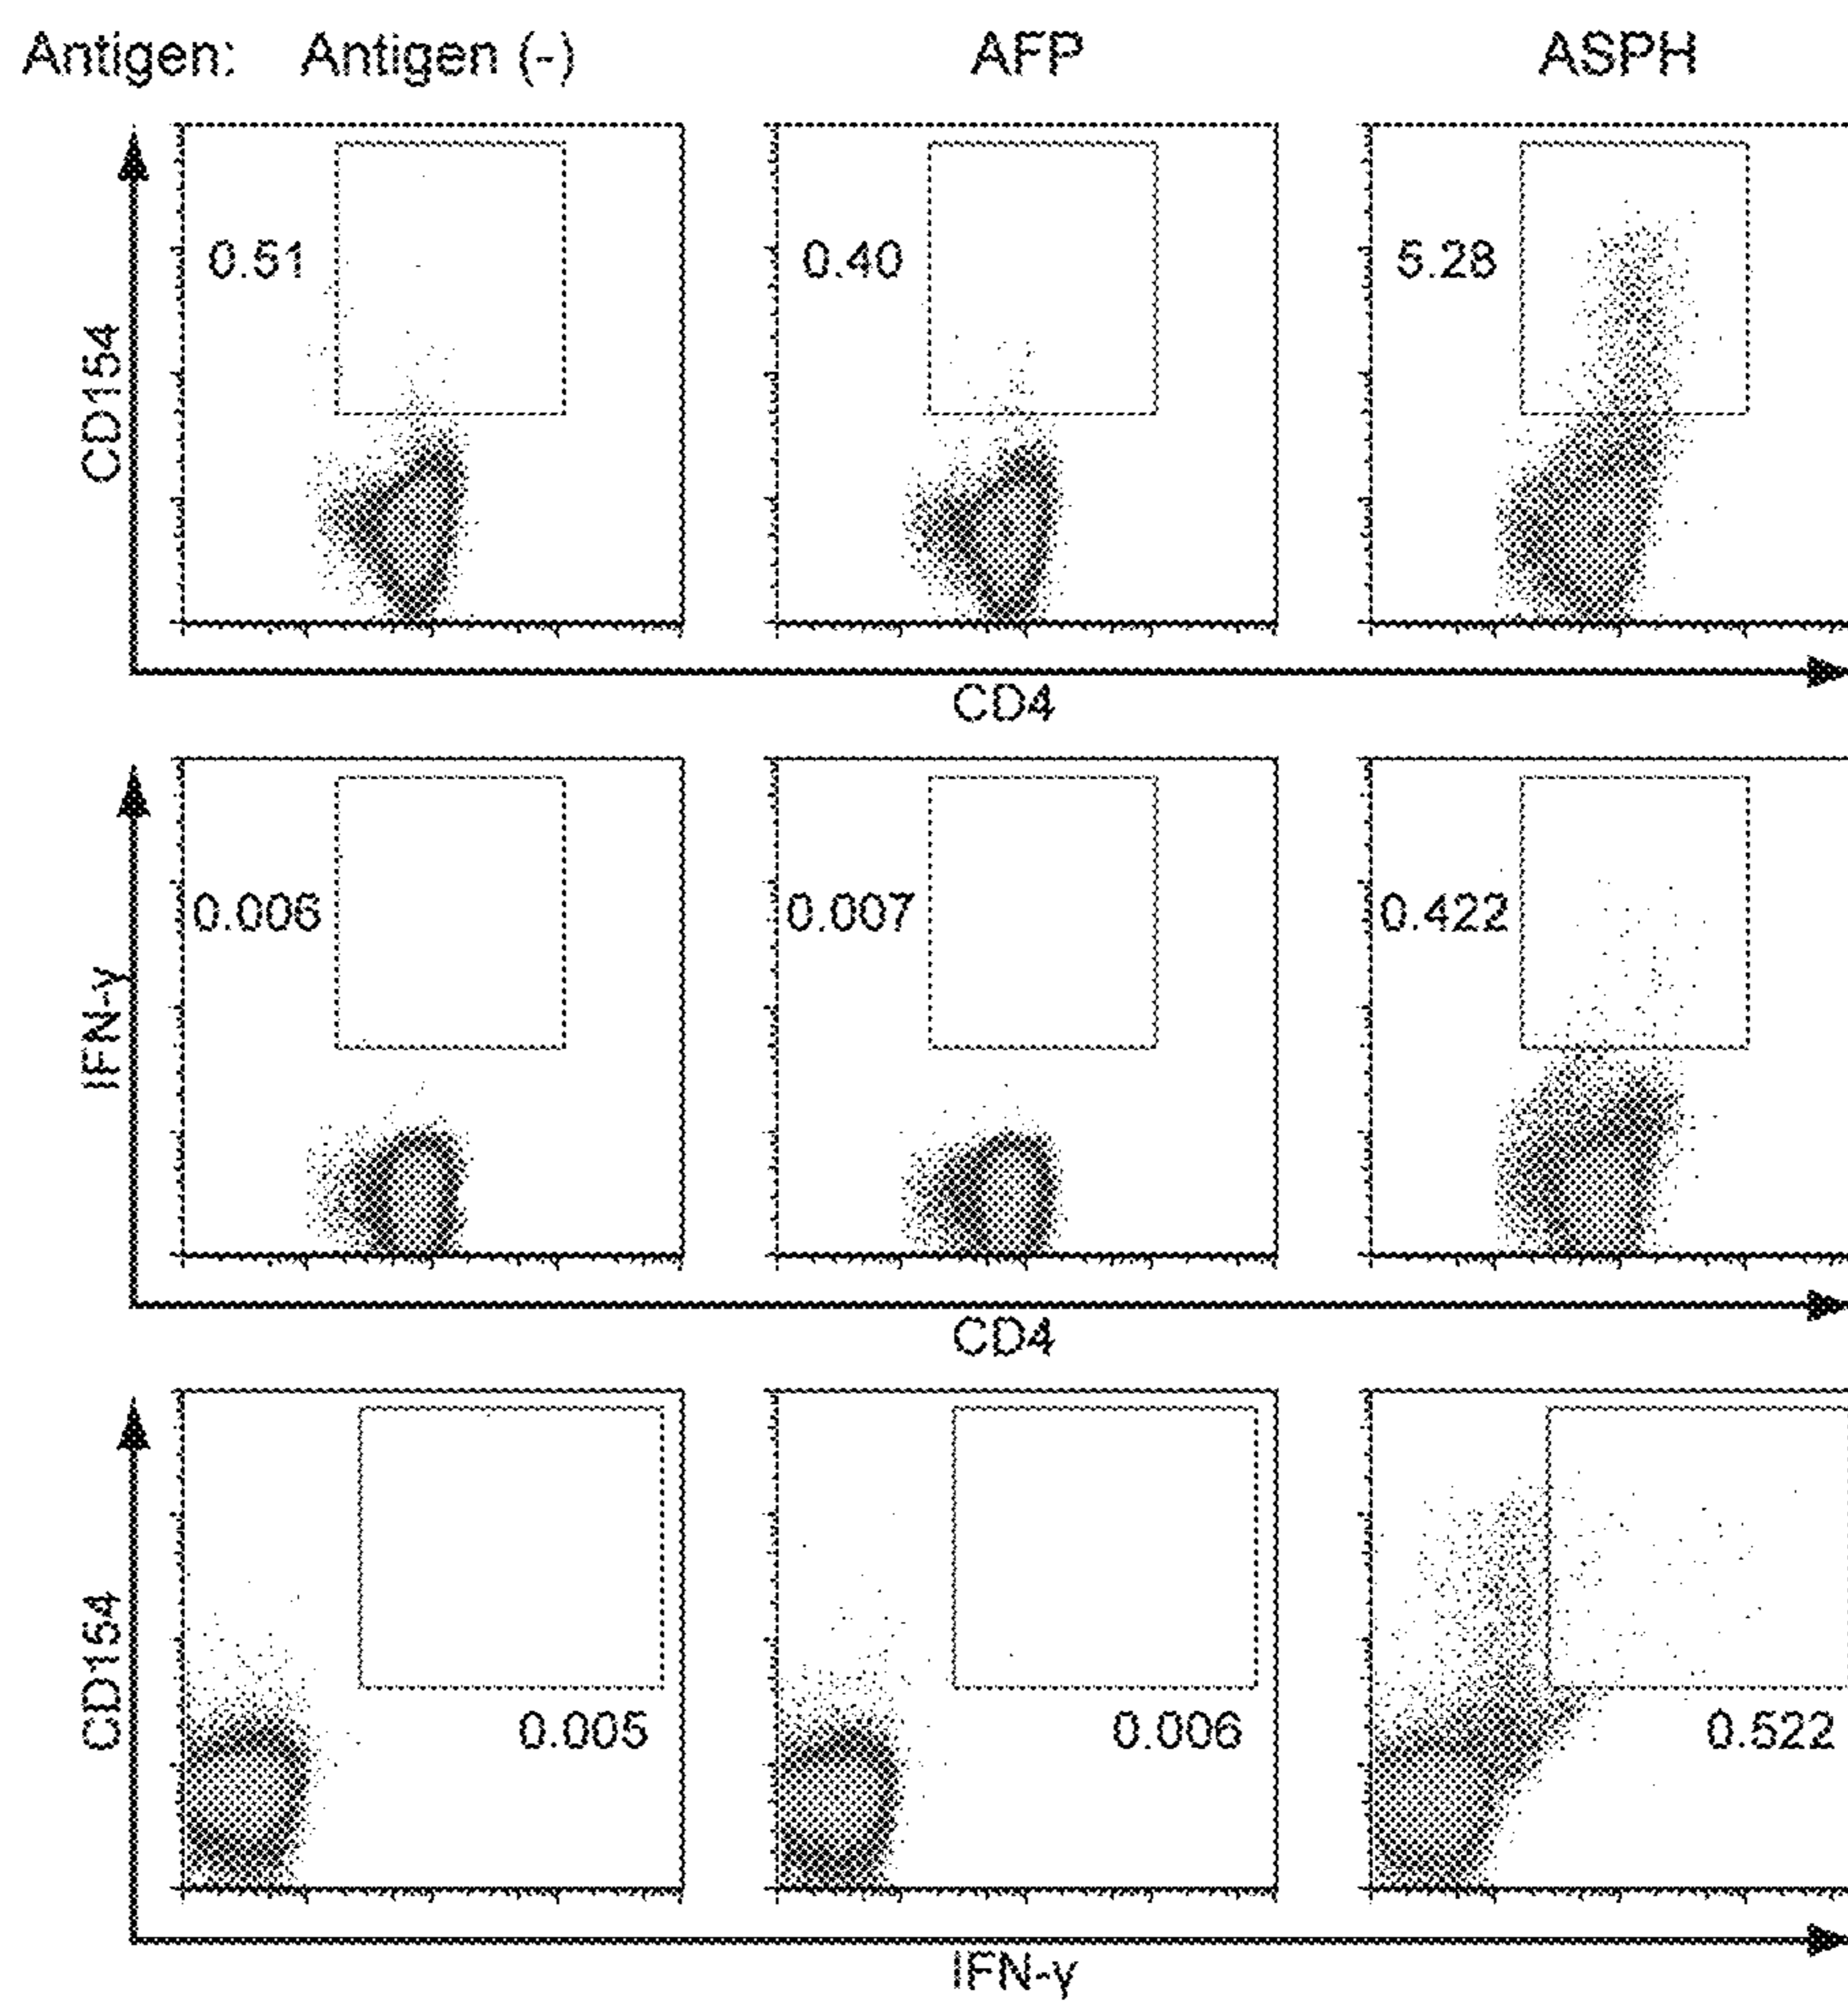 Antigen: Antigen (-) AFP ASPH
0.51 0.40 5.28
CD154
CD4
0.006 0.007 0.422
IFN-γ
CD4
CD154
0.005 0.006 0.522
IFN-γ